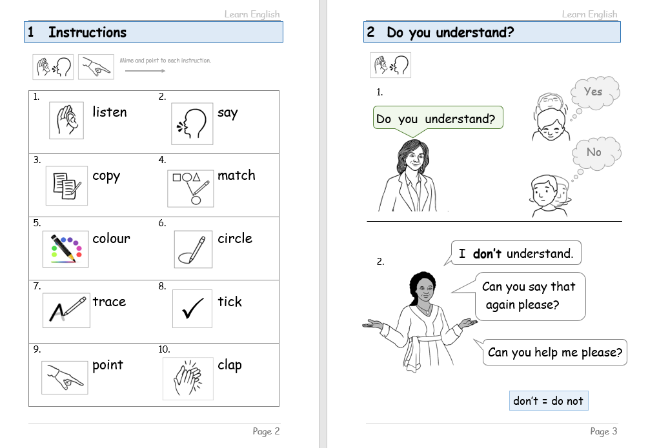 Learn English
1 Instructions
Mime and point to each instruction.
1.
listen
2.
say
3.
copy
4.
match
5.
colour
6.
circle
7.
trace
8.
tick
9.
point
10.
clap
Page 2
Learn English
2 Do you understand?
1.
Do you understand?
Yes
No
2.
I don't understand.
Can you say that
again please?
Can you help me please?
don't = do not
Page 3